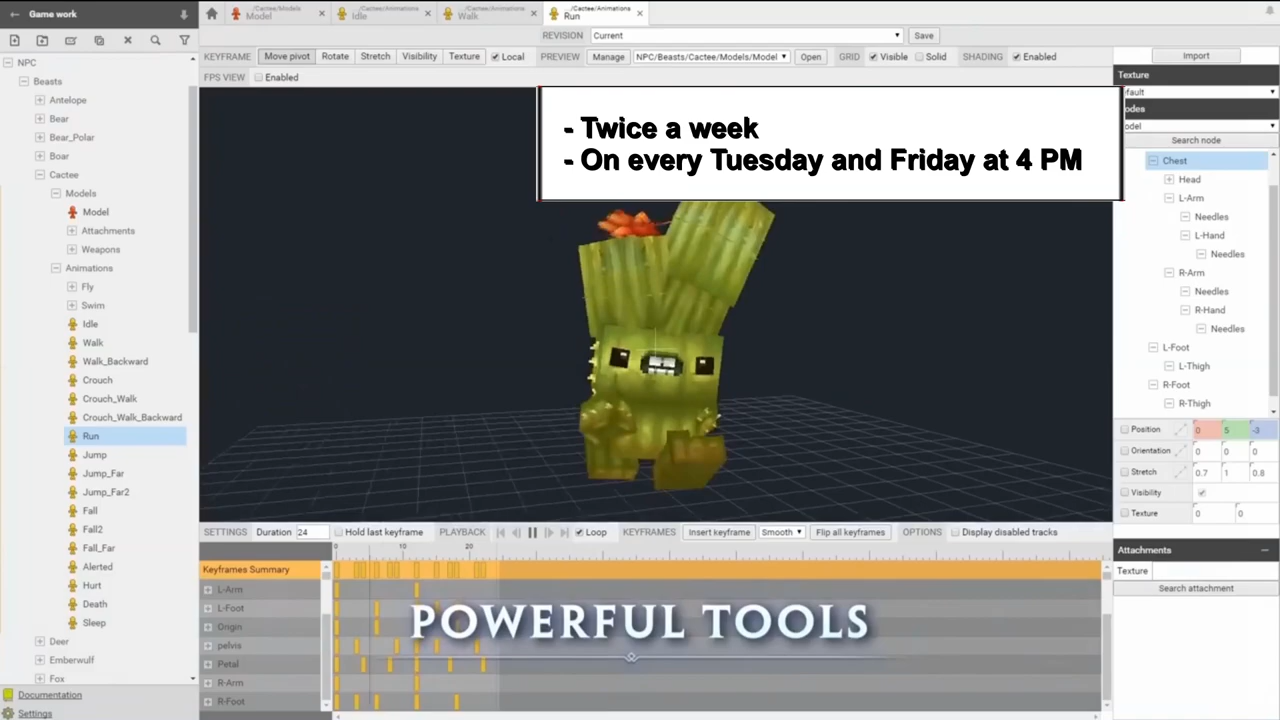 Game work
.../Cactee/Models
Model
.../Cactee/Animations
Idle
.../Cactee/Animations
Walk
.../Cactee/Animations
Run
REVISION Current Save
KEYFRAME Move pivot Rotate Stretch Visibility Texture Local PREVIEW Manage NPC/Beasts/Cactee/Models/Model Open GRID Visible Solid SHADING Enabled
FPS VIEW Enabled
NPC
Beasts
Antelope
Bear
Bear_Polar
Boar
Cactee
Models
Model
Attachments
Weapons
Animations
Fly
Swim
Idle
Walk
Walk_Backward
Crouch
Crouch_Walk
Crouch_Walk_Backward
Run
Jump
Jump_Far
Jump_Far2
Fall
Fall2
Fall_Far
Alerted
Hurt
Death
Sleep
Deer
Emberwulf
Fox
Documentation
Settings
- Twice a week
- On every Tuesday and Friday at 4 PM
Import
Texture
fault
odes
odel
Search node
Chest
Head
L-Arm
Needles
L-Hand
Needles
R-Arm
Needles
R-Hand
Needles
L-Foot
L-Thigh
R-Foot
R-Thigh
Position 0 5 -3
Orientation 0 0 0
Stretch 0.7 1 0.8
Visibility
Texture 0 0
Attachments
Texture
Search attachment
SETTINGS Duration 24 Hold last keyframe PLAYBACK Loop KEYFRAMES Insert keyframe Smooth Flip all keyframes OPTIONS Display disabled tracks
0 10 20
Keyframes Summary
L-Arm
L-Foot
Origin
pelvis
Petal
R-Arm
R-Foot
POWERFUL TOOLS